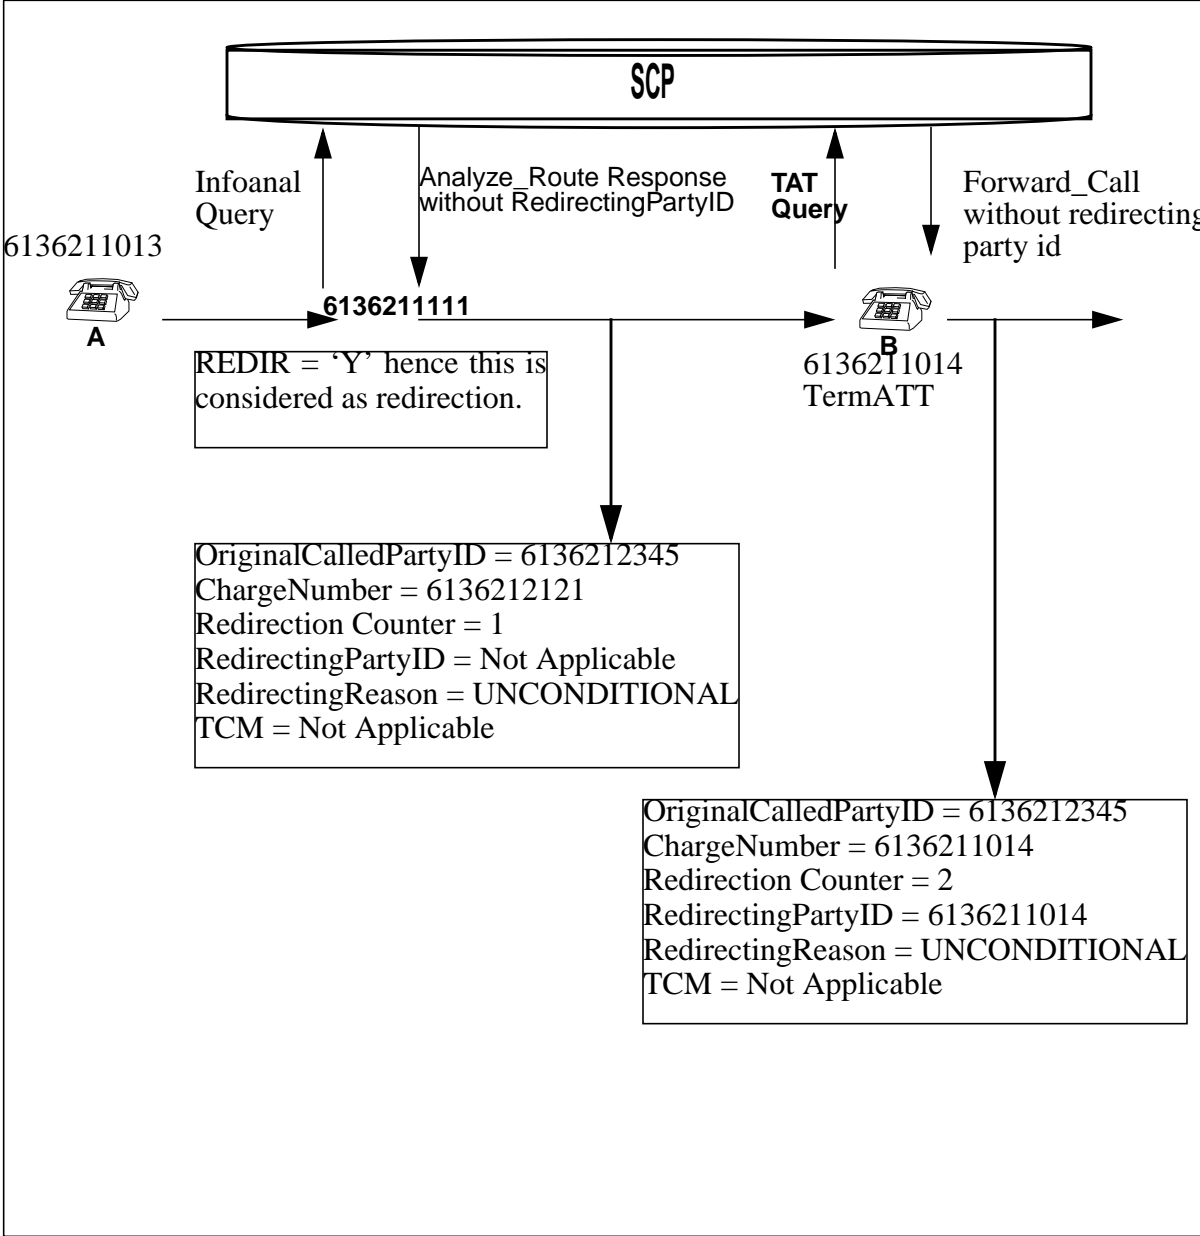 SCP
Infoanal
Query
Analyze_Route Response
without RedirectingPartyID
TAT
Query
Forward_Call
without redirecting
party id
6136211013
A
6136211111
B
6136211014
TermATT
REDIR = ‘Y’ hence this is
considered as redirection.
OriginalCalledPartyID = 6136212345
ChargeNumber = 6136212121
Redirection Counter = 1
RedirectingPartyID = Not Applicable
RedirectingReason = UNCONDITIONAL
TCM = Not Applicable
OriginalCalledPartyID = 6136212345
ChargeNumber = 6136211014
Redirection Counter = 2
RedirectingPartyID = 6136211014
RedirectingReason = UNCONDITIONAL
TCM = Not Applicable